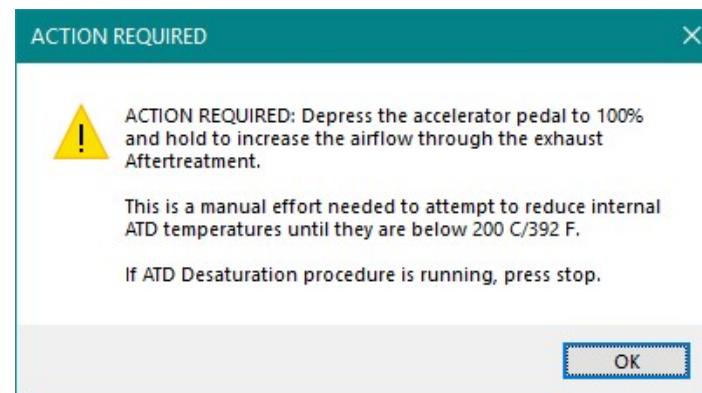 ACTION REQUIRED
ACTION REQUIRED: Depress the accelerator pedal to 100%
and hold to increase the airflow through the exhaust
Aftertreatment.
This is a manual effort needed to attempt to reduce internal
ATD temperatures until they are below 200 C/392 F.
If ATD Desaturation procedure is running, press stop.
OK